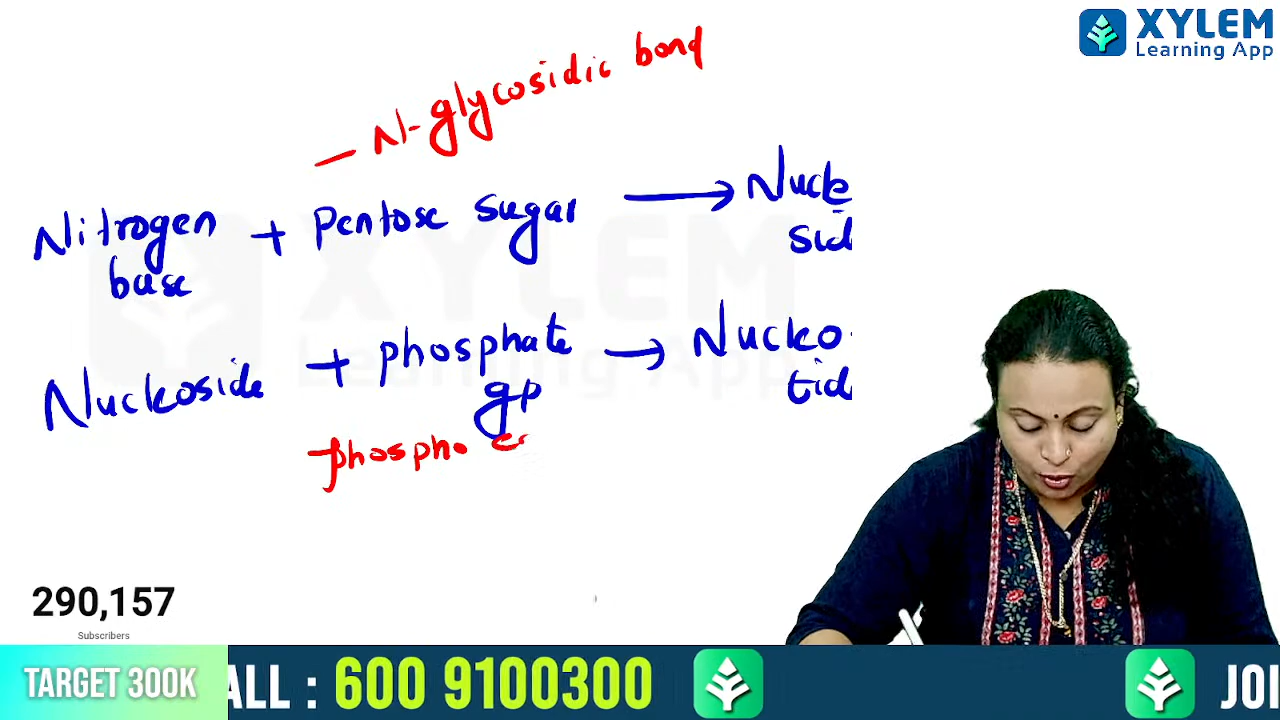 XYLEM
Learning App
– N-glycosidic bond
Nitrogen base + Pentose sugar → Nucle
sid
Nucleoside + phosphate gp → Nucleo-
tid
phospho es
290,157
Subscribers
TARGET 300K
ALL : 600 9100300
JOI